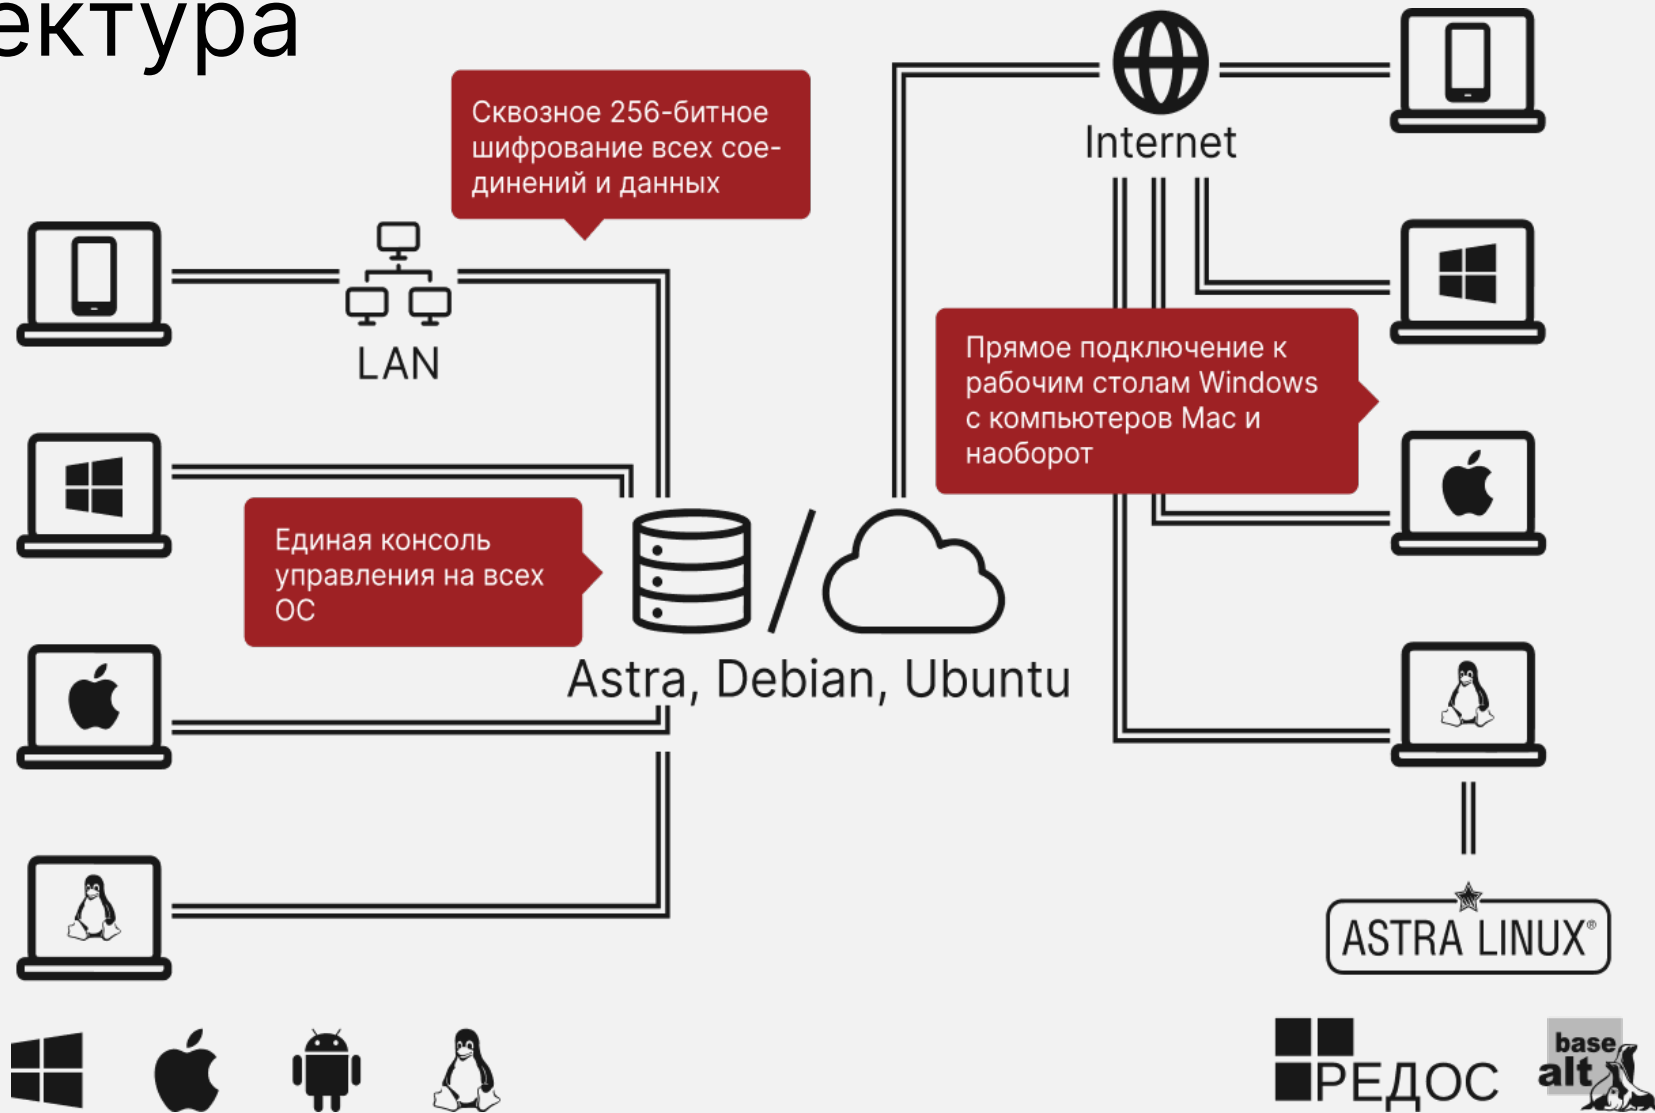 ектура
Сквозное 256-битное
шифрование всех сое-
динений и данных
Internet
LAN
Прямое подключение к
рабочим столам Windows
с компьютеров Mac и
наоборот
Единая консоль
управления на всех
ОС
Astra, Debian, Ubuntu
ASTRA LINUX®
РЕДОС
base
alt